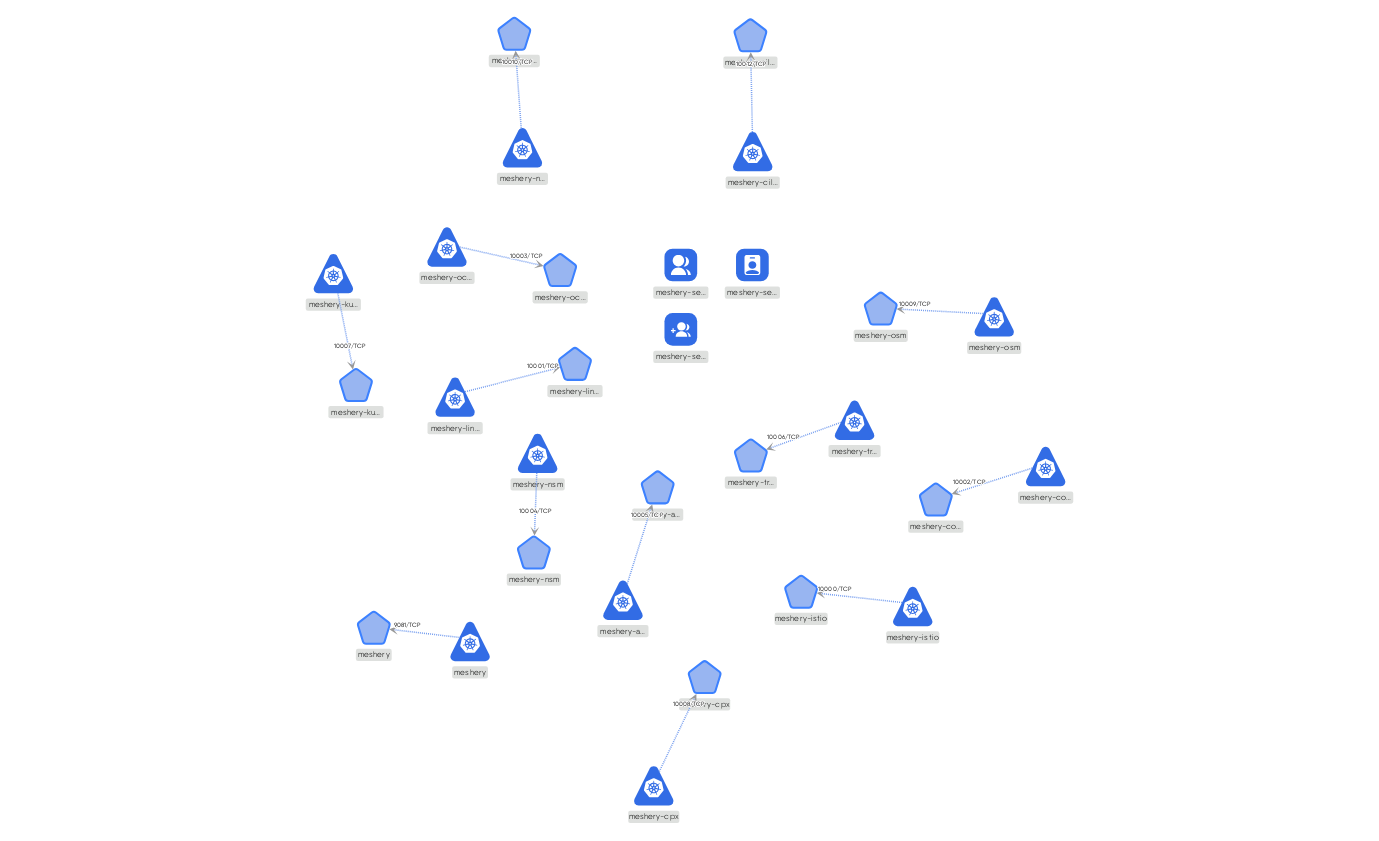 10010/TCP
10012/TCP
meshery-n...
meshery-cil...
meshery-oc...
10003/TCP
meshery-oc...
meshery-se...
meshery-se...
meshery-ku...
10009/TCP
meshery-osm
meshery-osm
10007/TCP
meshery-se...
meshery-ku...
10001/TCP
meshery-lin...
meshery-lin...
10006/TCP
meshery-tr...
meshery-tr...
meshery-nsm
10002/TCP
meshery-co...
meshery-co...
10004/TCP
10005/TCP
meshery-nsm
10000/TCP
meshery-istio
meshery-istio
meshery-a...
9081/TCP
meshery
meshery
10008/TCP
meshery-cpx